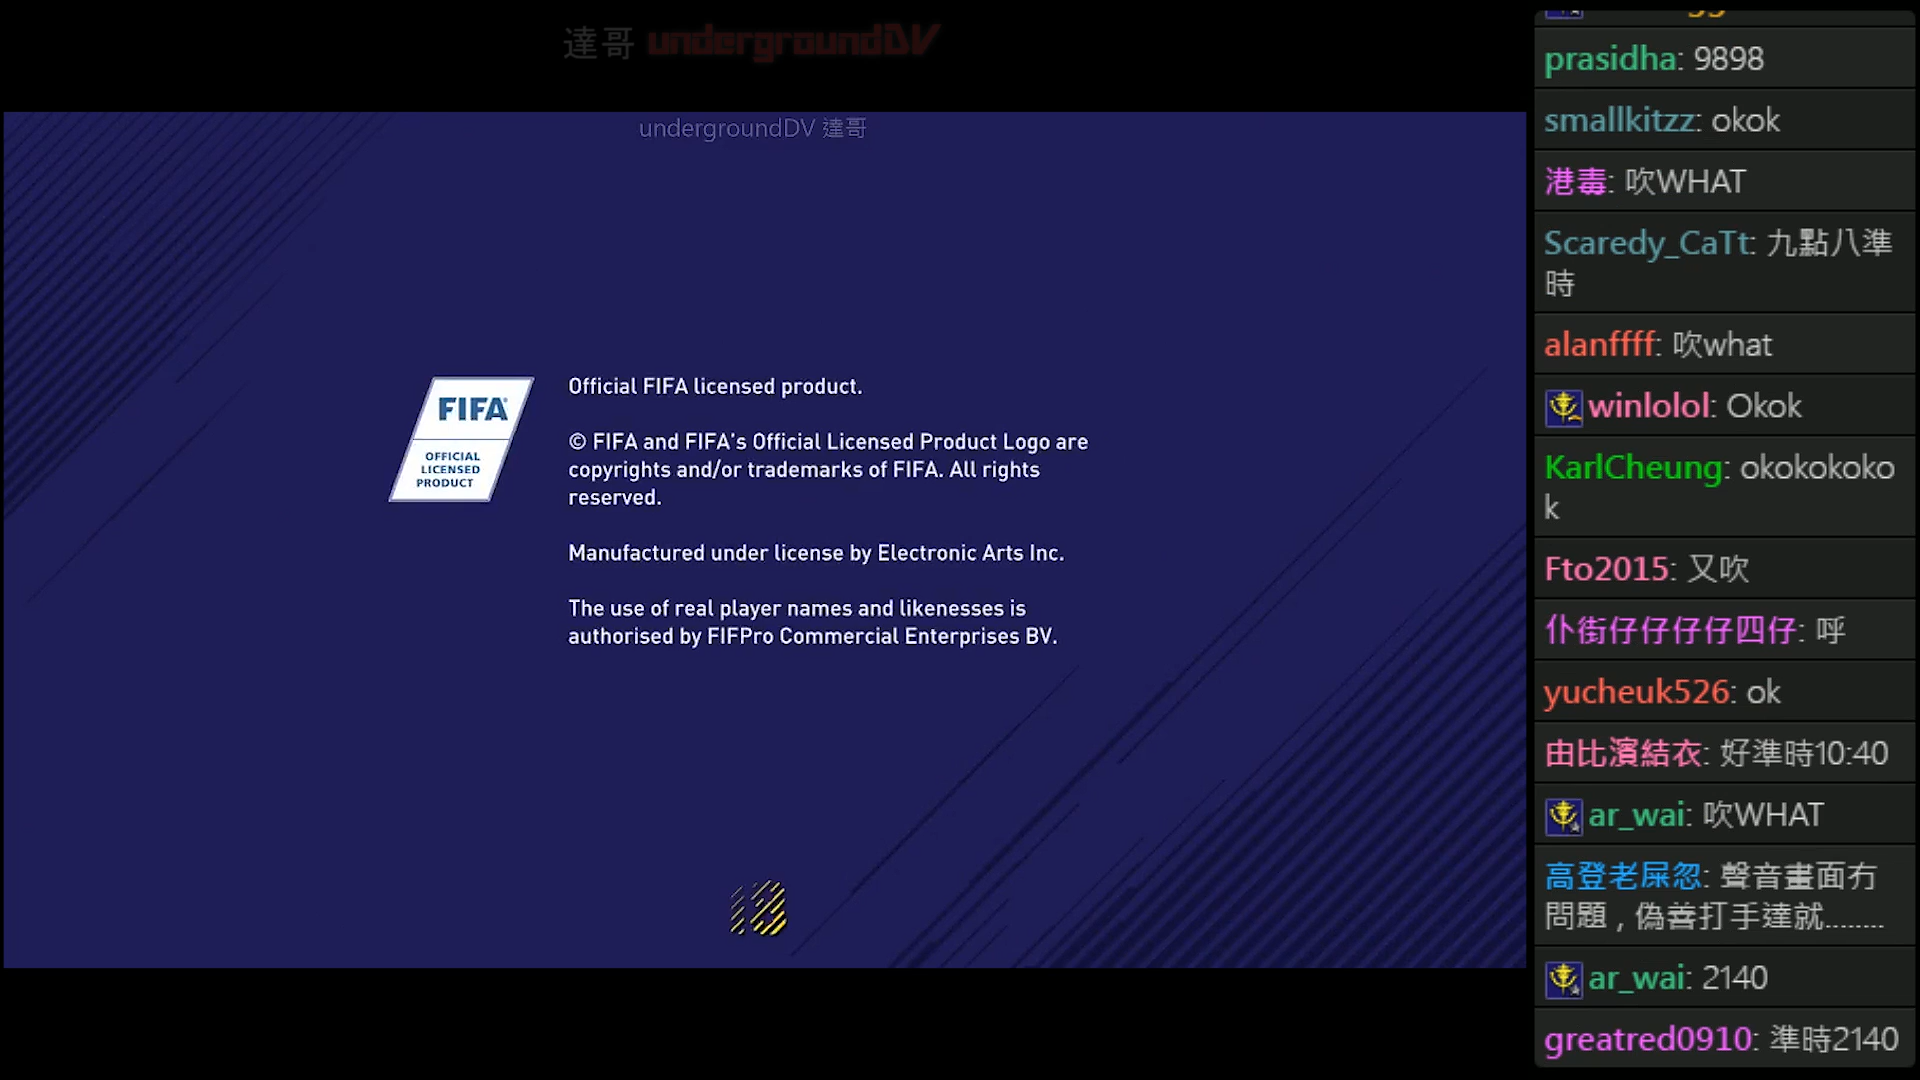 達哥 undergroundDV
undergroundDV 達哥
FIFA
OFFICIAL
LICENSED
PRODUCT
Official FIFA licensed product.
© FIFA and FIFA's Official Licensed Product Logo are
copyrights and/or trademarks of FIFA. All rights
reserved.
Manufactured under license by Electronic Arts Inc.
The use of real player names and likenesses is
authorised by FIFPro Commercial Enterprises BV.
18
prasidha: 9898
smallkitzz: okok
港毒: 吹WHAT
Scaredy_CaTt: 九點八準
時
alanffff: 吹what
winlolol: Okok
KarlCheung: okokokoko
k
Fto2015: 又吹
仆街仔仔仔仔四仔: 呼
yucheuk526: ok
由比濱結衣: 好準時10:40
ar_wai: 吹WHAT
高登老屎忽: 聲音畫面冇
問題，偽善打手達就........
ar_wai: 2140
greatred0910: 準時2140